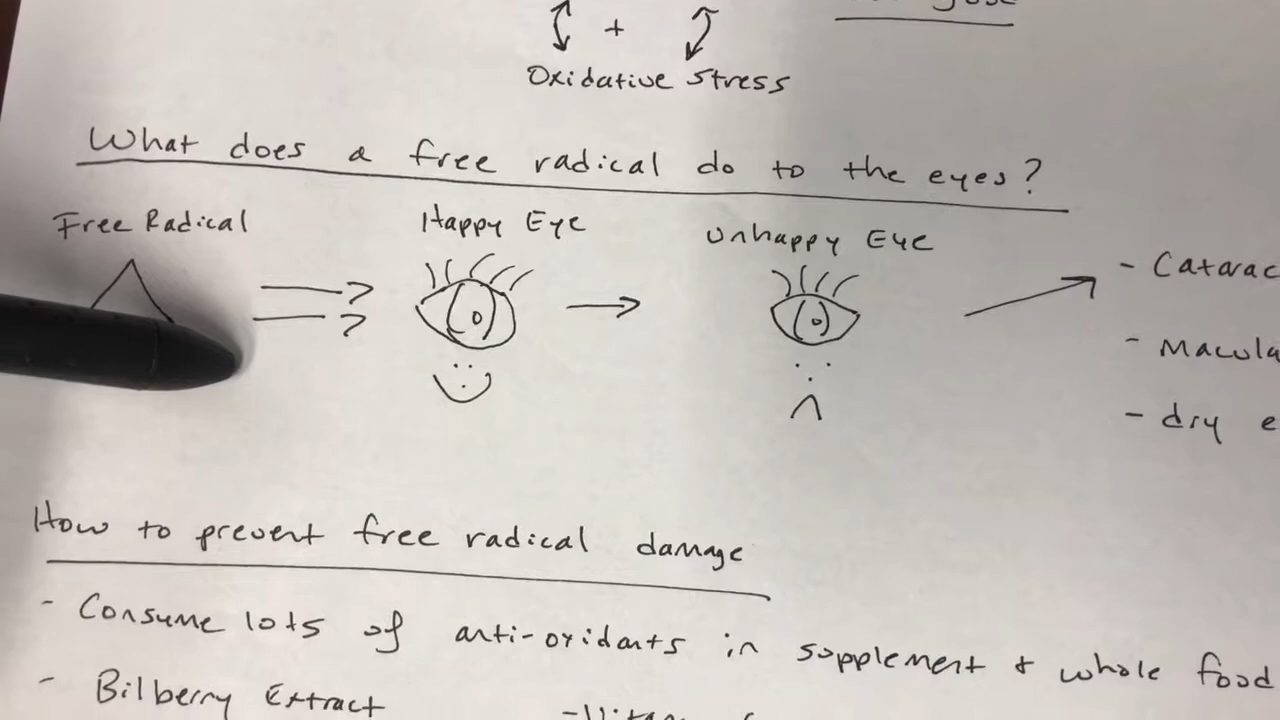 +
Oxidative Stress
What does a free radical do to the eyes?
Free Radical Happy Eye Unhappy Eye
- Catarac
- Macula
- dry e
How to prevent free radical damage
- Consume lots of anti-oxidants in supplement + whole food
- Bilberry Extract